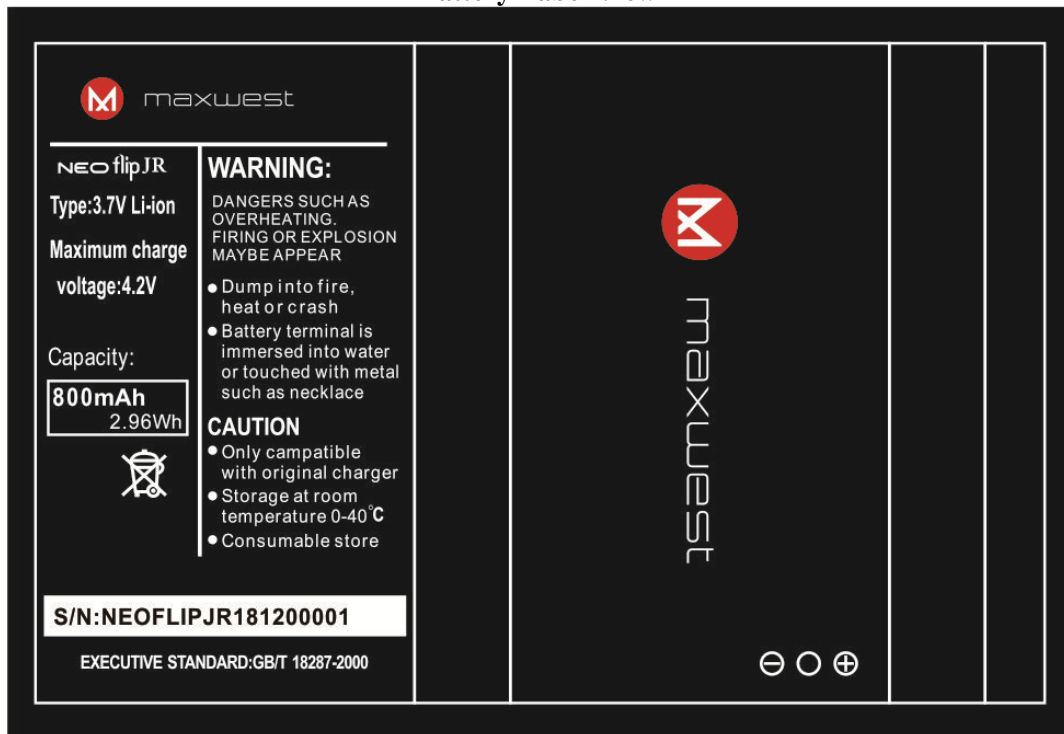 maxwest
NEO flip JR
Type:3.7V Li-ion
Maximum charge
voltage:4.2V
Capacity:
800mAh
2.96Wh
WARNING:
DANGERS SUCH AS
OVERHEATING.
FIRING OR EXPLOSION
MAYBE APPEAR
● Dump into fire,
heat or crash
● Battery terminal is
immersed into water
or touched with metal
such as necklace
CAUTION
● Only campatible
with original charger
● Storage at room
temperature 0-40°C
● Consumable store
S/N:NEOFLIPJR181200001
EXECUTIVE STANDARD:GB/T 18287-2000
maxwest